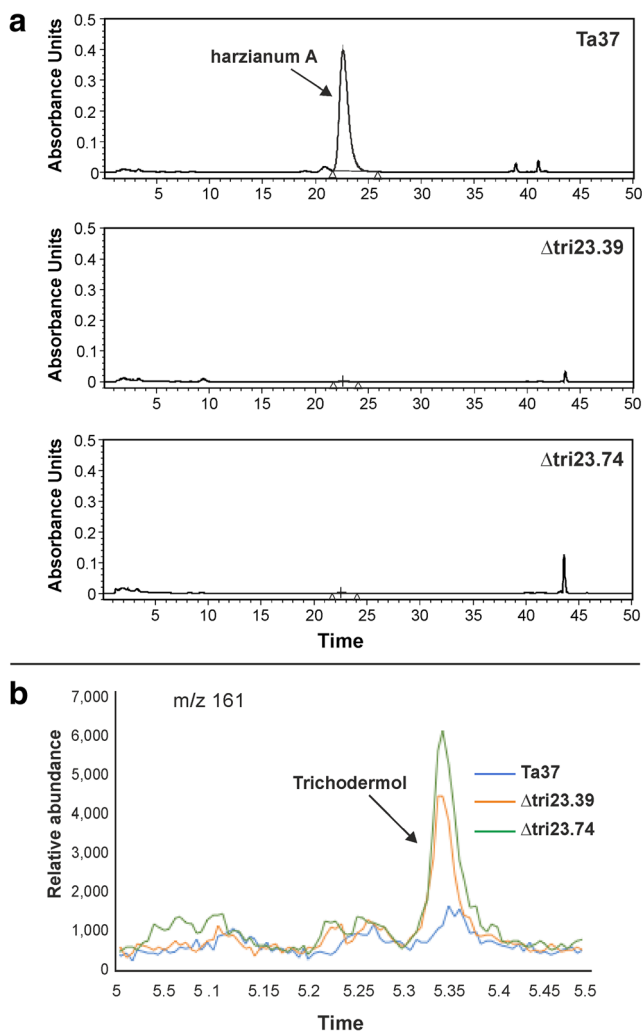 a
Ta37
harzianum A
Absorbance Units
0.5
0.4
0.3
0.2
0.1
0
5 10 15 20 25 30 35 40 45 50
Δtri23.39
Absorbance Units
0.5
0.4
0.3
0.2
0.1
0
5 10 15 20 25 30 35 40 45 50
Δtri23.74
Absorbance Units
0.5
0.4
0.3
0.2
0.1
0
5 10 15 20 25 30 35 40 45 50
Time
b
m/z 161
Relative abundance
7,000
6,000
5,000
4,000
3,000
2,000
1,000
0
Trichodermol
Ta37
Δtri23.39
Δtri23.74
5 5.5 5 .1 5.15 5.2 5.25 5.3 5.35 5.4 5.45 5.5
Time